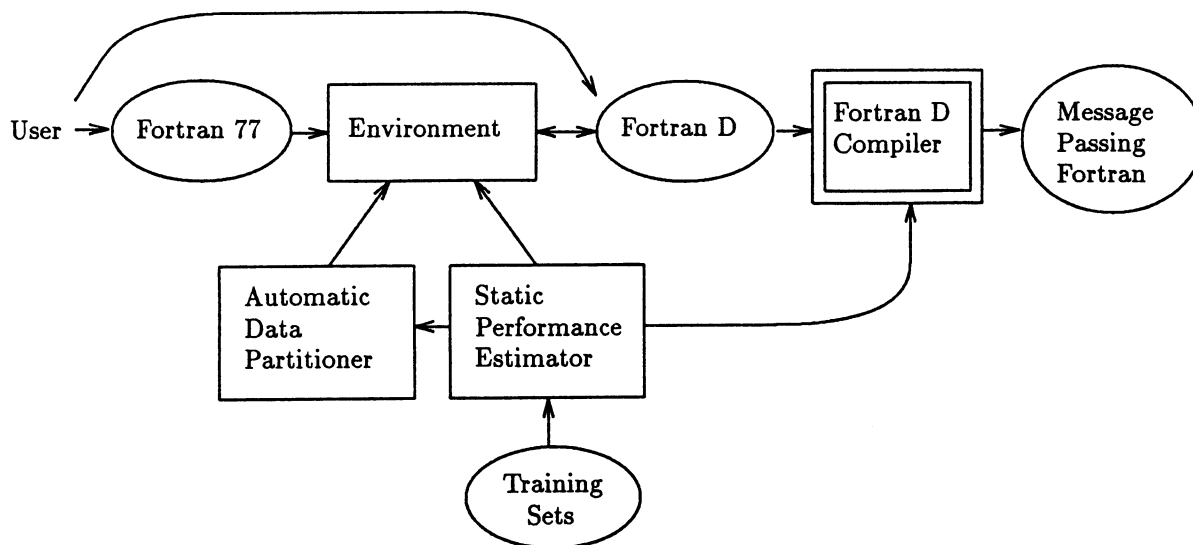 User
Fortran 77
Environment
Fortran D
Fortran D
Compiler
Message
Passing
Fortran
Automatic
Data
Partitioner
Static
Performance
Estimator
Training
Sets